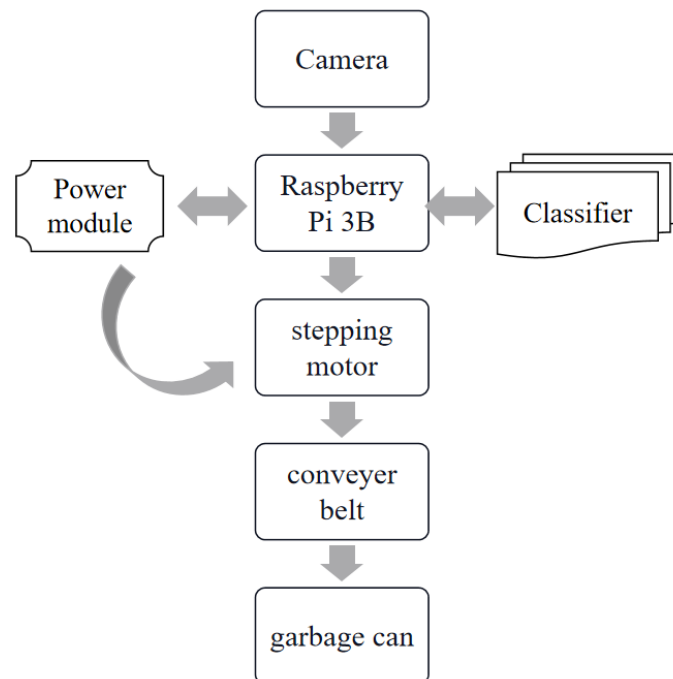 Camera
Power
module
Raspberry
Pi 3B
Classifier
stepping
motor
conveyer
belt
garbage can